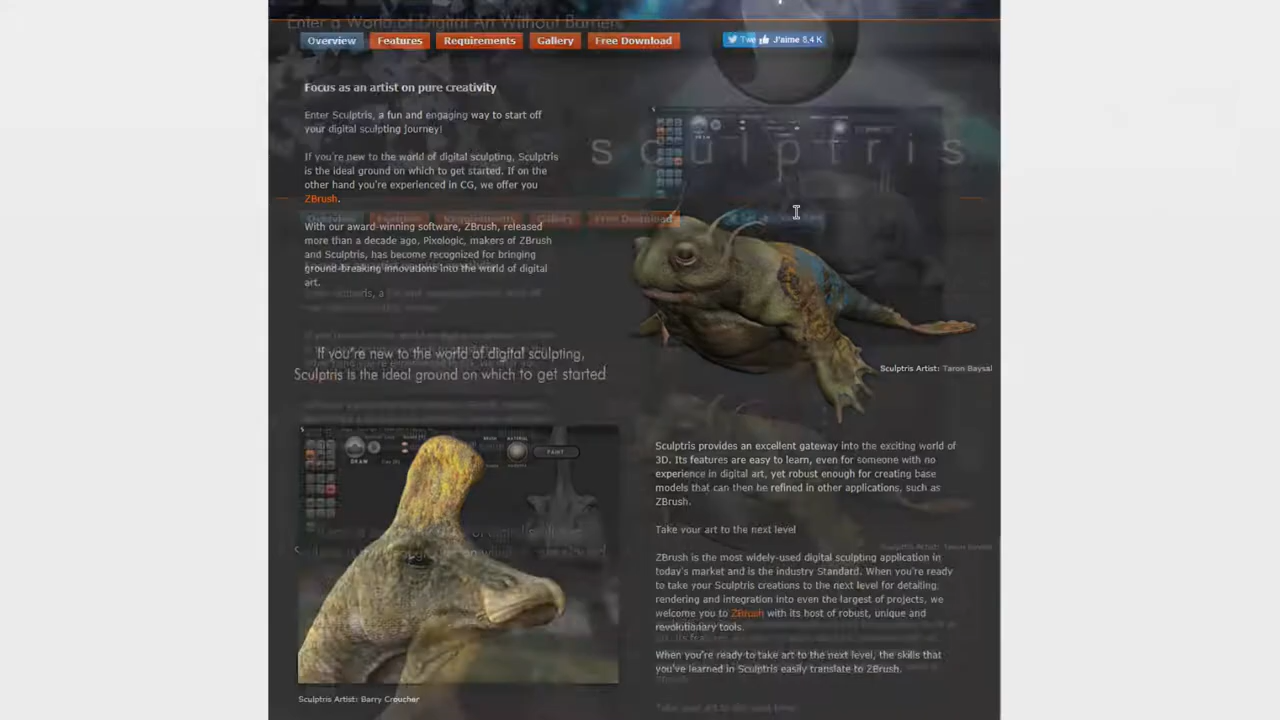 Enter a World of Digital Art Without Barriers
Overview
Features
Requirements
Gallery
Free Download
J'aime 5,4 K
Focus as an artist on pure creativity
Enter Sculptris, a fun and engaging way to start off
your digital sculpting journey!
sculptris
If you're new to the world of digital sculpting, Sculptris
is the ideal ground on which to get started. If on the
other hand you're experienced in CG, we offer you
ZBrush.
With our award-winning software, ZBrush, released
more than a decade ago, Pixologic, makers of ZBrush
and Sculptris, has become recognized for bringing
ground-breaking innovations into the world of digital
art.
If you're new to the world of digital sculpting,
Sculptris is the ideal ground on which to get started
Sculptris Artist: Taron Baysal
DRAW
PAINT
Sculptris Artist: Barry Croucher
Sculptris provides an excellent gateway into the exciting world of
3D. Its features are easy to learn, even for someone with no
experience in digital art, yet robust enough for creating base
models that can then be refined in other applications, such as
ZBrush.
Take your art to the next level
ZBrush is the most widely-used digital sculpting application in
today's market and is the industry Standard. When you're ready
to take your Sculptris creations to the next level for detailing,
rendering and integration into even the largest of projects, we
welcome you to ZBrush with its host of robust, unique and
revolutionary tools.
When you're ready to take art to the next level, the skills that
you've learned in Sculptris easily translate to ZBrush.